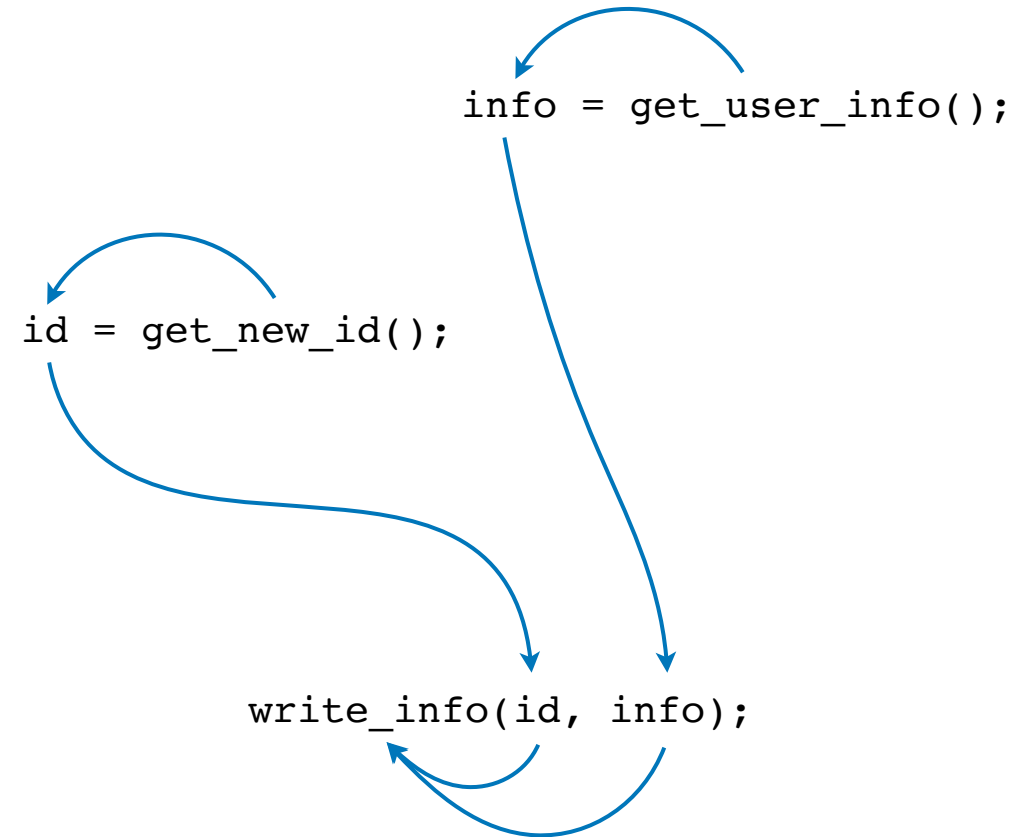 info = get_user_info();
id = get_new_id();
write_info(id, info);